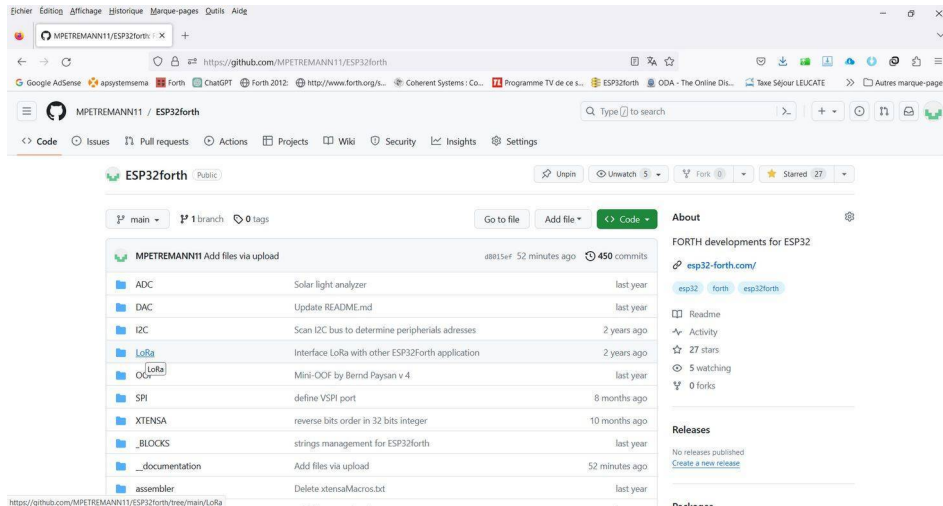 Fichier Édition Affichage Historique Marque-pages Outils Aide
MPETREMANN11/ESP32forth: F
https://github.com/MPETREMANN11/ESP32forth
Google AdSense apsystemsema Forth ChatGPT Forth 2012: http://www.forth.org/s... Coherent Systems : Co... Programme TV de ce s... ESP32forth ODA - The Online Dis... Taxe Séjour LEUCATE Autres marque-page
MPETREMANN11 / ESP32forth Type / to search
Code Issues Pull requests Actions Projects Wiki Security Insights Settings
ESP32forth Public Unpin Unwatch 5 Fork 0 Starred 27
main 1 branch 0 tags Go to file Add file Code
MPETREMANN11 Add files via upload 52 minutes ago 450 commits
ADC Solar light analyzer last year
DAC Update README.md last year
I2C Scan I2C bus to determine peripherials adresses 2 years ago
LoRa Interface LoRa with other ESP32Forth application 2 years ago
LoRa
Mini-OOF by Bernd Paysan v 4 last year
SPI define VSPI port 8 months ago
XTENSA reverse bits order in 32 bits integer 10 months ago
_BLOCKS strings management for ESP32forth last year
__documentation Add files via upload 52 minutes ago
assembler Delete xtensaMacros.txt last year
About
FORTH developments for ESP32
esp32-forth.com/
esp32 forth esp32forth
Readme
Activity
27 stars
5 watching
0 forks
Releases
No releases published
Create a new release
https://github.com/MPETREMANN11/ESP32forth/tree/main/LoRa